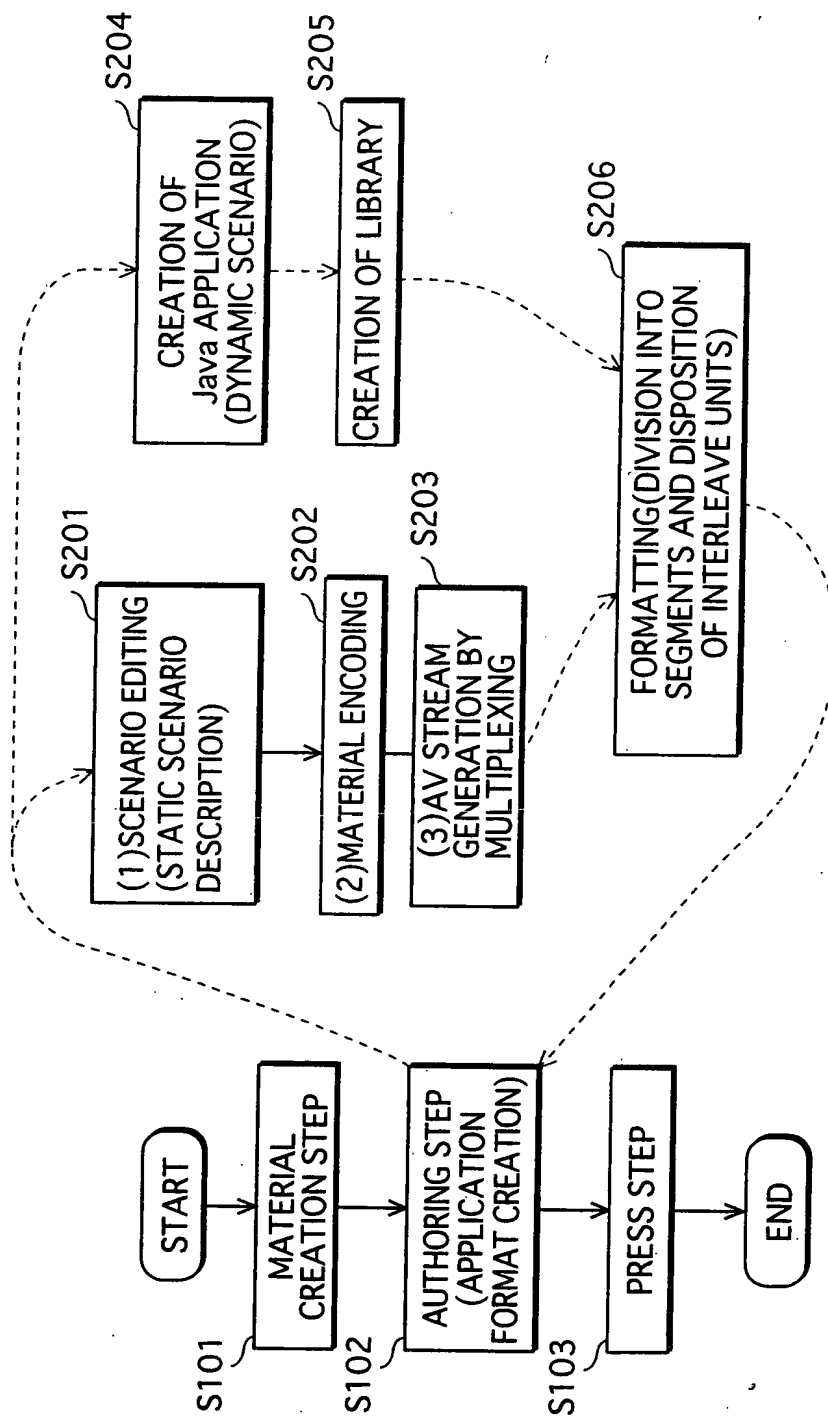 START
S101
MATERIAL
CREATION STEP
S102
AUTHORING STEP
(APPLICATION
FORMAT CREATION)
S103
PRESS STEP
END
S201
(1)SCENARIO EDITING
(STATIC SCENARIO
DESCRIPTION)
S202
(2)MATERIAL ENCODING
S203
(3)AV STREAM
GENERATION BY
MULTIPLEXING
S204
CREATION OF
Java APPLICATION
(DYNAMIC SCENARIO)
S205
CREATION OF LIBRARY
S206
FORMATTING(DIVISION INTO
SEGMENTS AND DISPOSITION
OF INTERLEAVE UNITS)